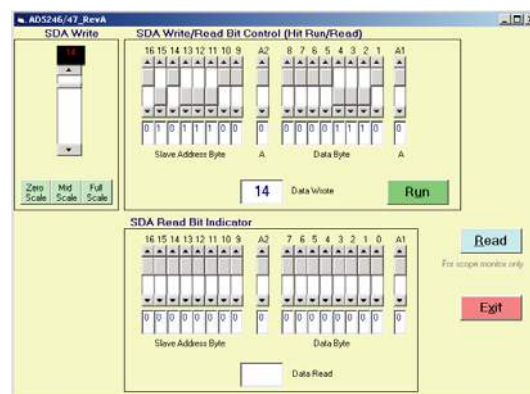 AD5246/47_RevA
SDA Write
SDA Write/Read Bit Control (Hit Run/Read)
14
16 15 14 13 12 11 10 9 A2 8 7 6 5 4 3 2 1 A1
0 1 0 1 1 1 0 0 0 0 0 0 0 1 1 1 0 0
Slave Address Byte A Data Byte A
Zero Scale
Mid Scale
Full Scale
14 Data Wrote
Run
SDA Read Bit Indicator
16 15 14 13 12 11 10 9 A2 7 6 5 4 3 2 1 0 A1
Read
For scope monitor only
0 0 0 0 0 0 0 0 0 0 0 0 0 0 0 0 0 0
Slave Address Byte Data Byte
Exit
Data Read